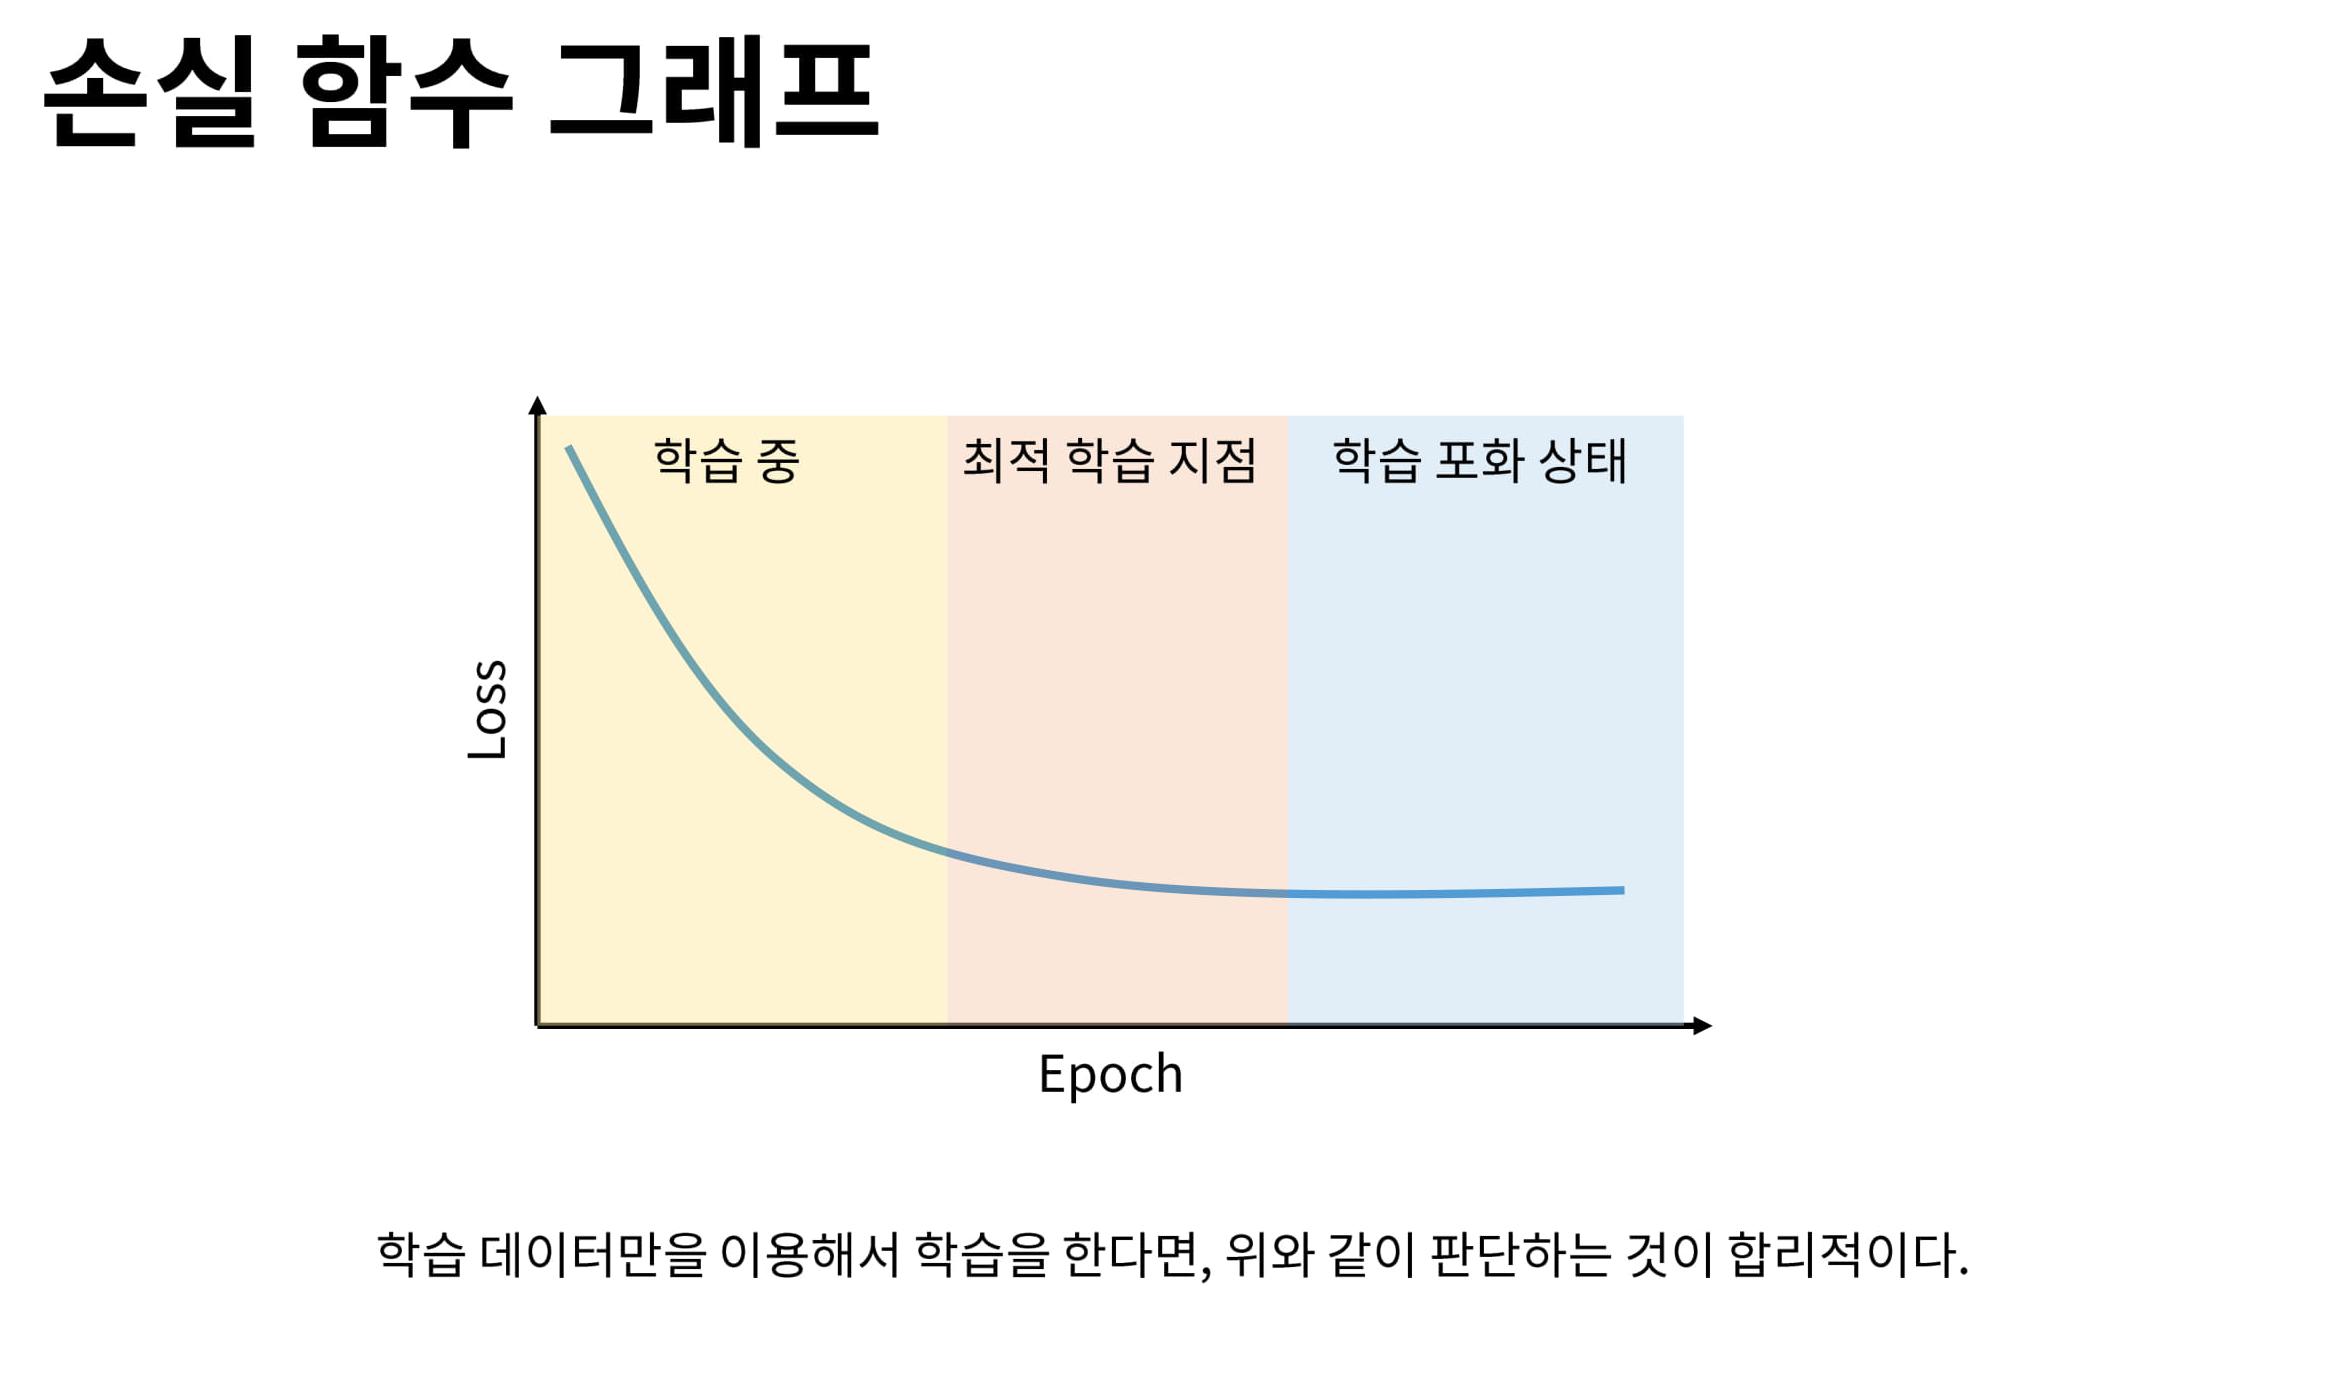 손실 함수 그래프
학습 중
최적 학습 지점
학습 포화 상태
Loss
Epoch
학습 데이터만을 이용해서 학습을 한다면, 위와 같이 판단하는 것이 합리적이다.